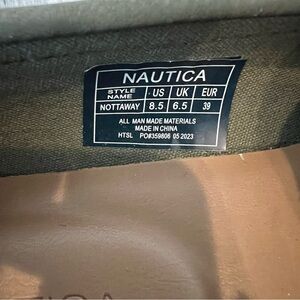 NAUTICA
STYLE NAME US UK EUR
NOTTAWAY 8.5 6.5 39
ALL MAN MADE MATERIALS
MADE IN CHINA
HTSL PO#359806 05 2023